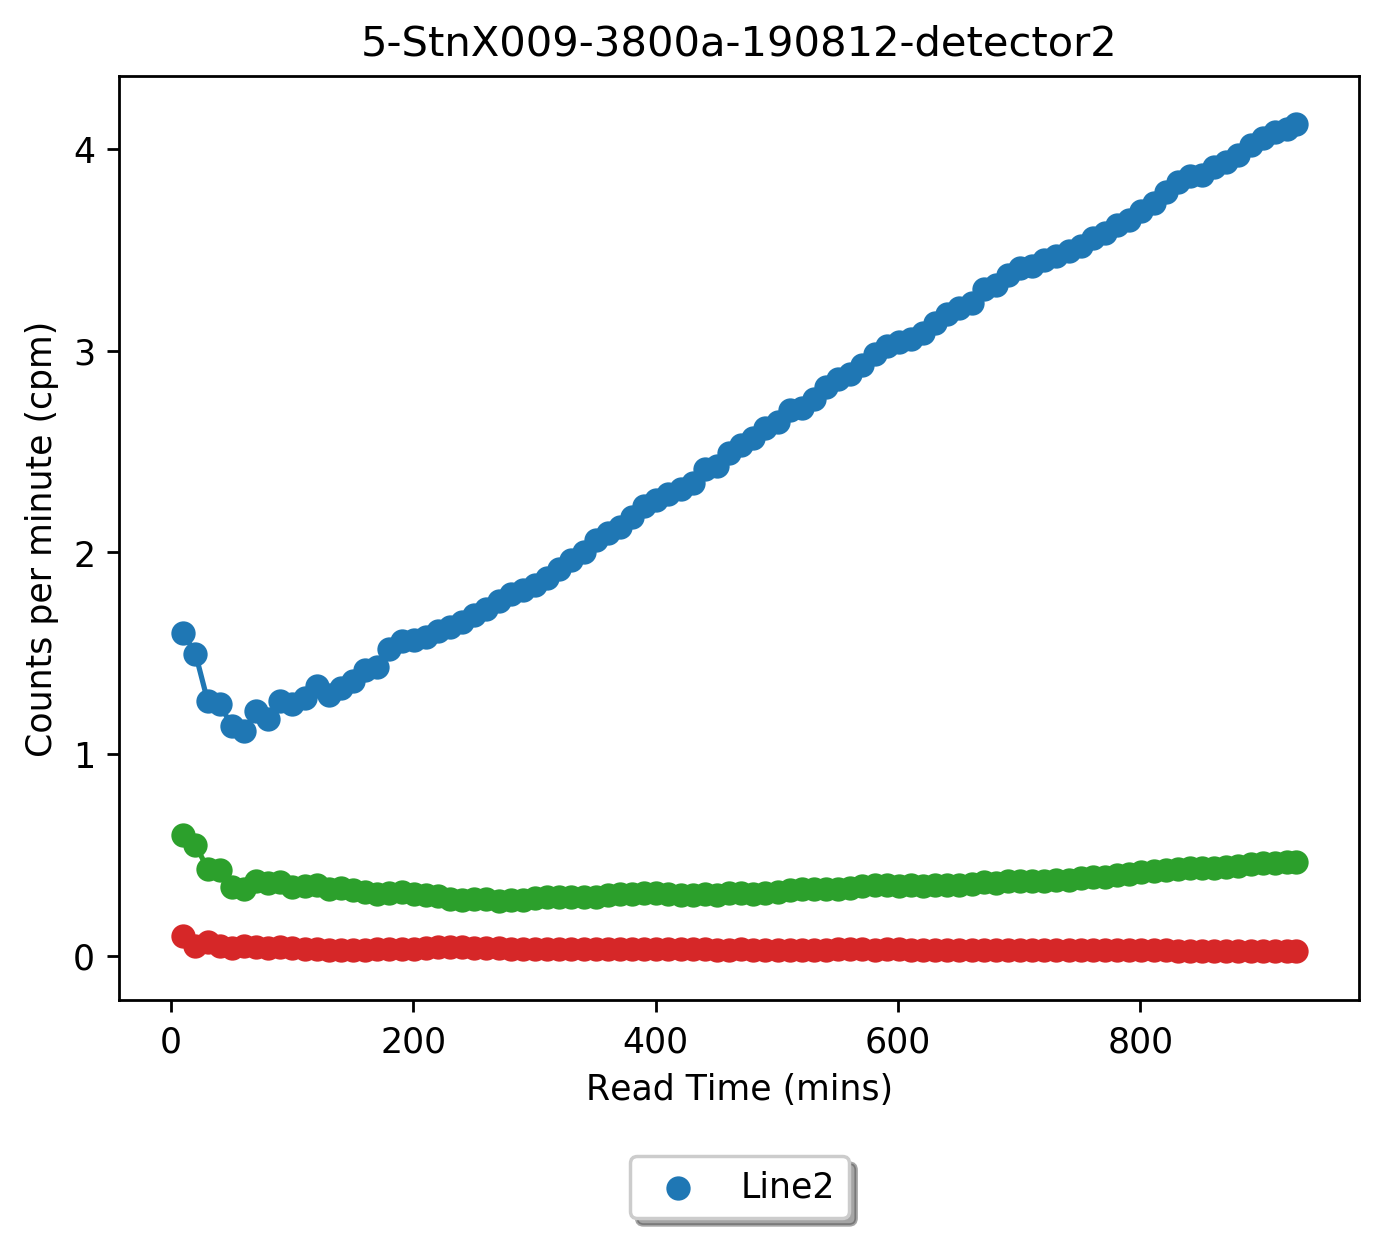 5-StnX009-3800a-190812-detector2
Counts per minute (cpm)
4
3
2
1
0
0 200 400 600 800
Read Time (mins)
Line2